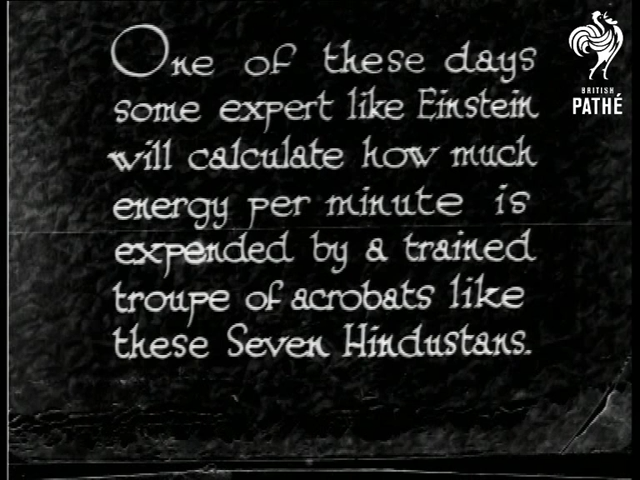 One of these days
some expert like Einstein
will calculate how much
energy per minute is
expended by a trained
troupe of acrobats like
these Seven Hindustans.
BRITISH
PATHÉ